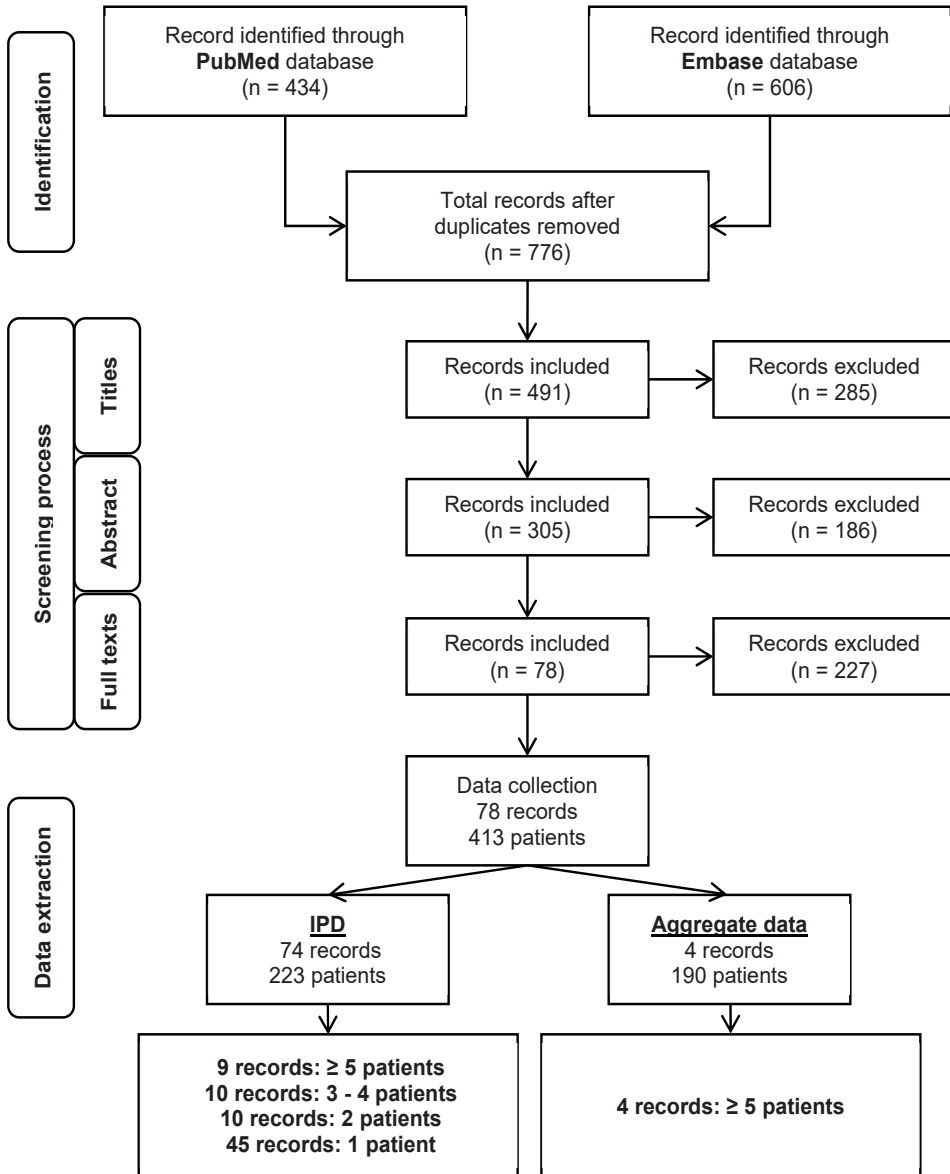 Identification
Record identified through
PubMed database
(n = 434)
Record identified through
Embase database
(n = 606)
Total records after
duplicates removed
(n = 776)
Screening process
Titles
Records included
(n = 491)
Records excluded
(n = 285)
Abstract
Records included
(n = 305)
Records excluded
(n = 186)
Full texts
Records included
(n = 78)
Records excluded
(n = 227)
Data extraction
Data collection
78 records
413 patients
IPD
74 records
223 patients
Aggregate data
4 records
190 patients
9 records: ≥ 5 patients
10 records: 3 - 4 patients
10 records: 2 patients
45 records: 1 patient
4 records: ≥ 5 patients